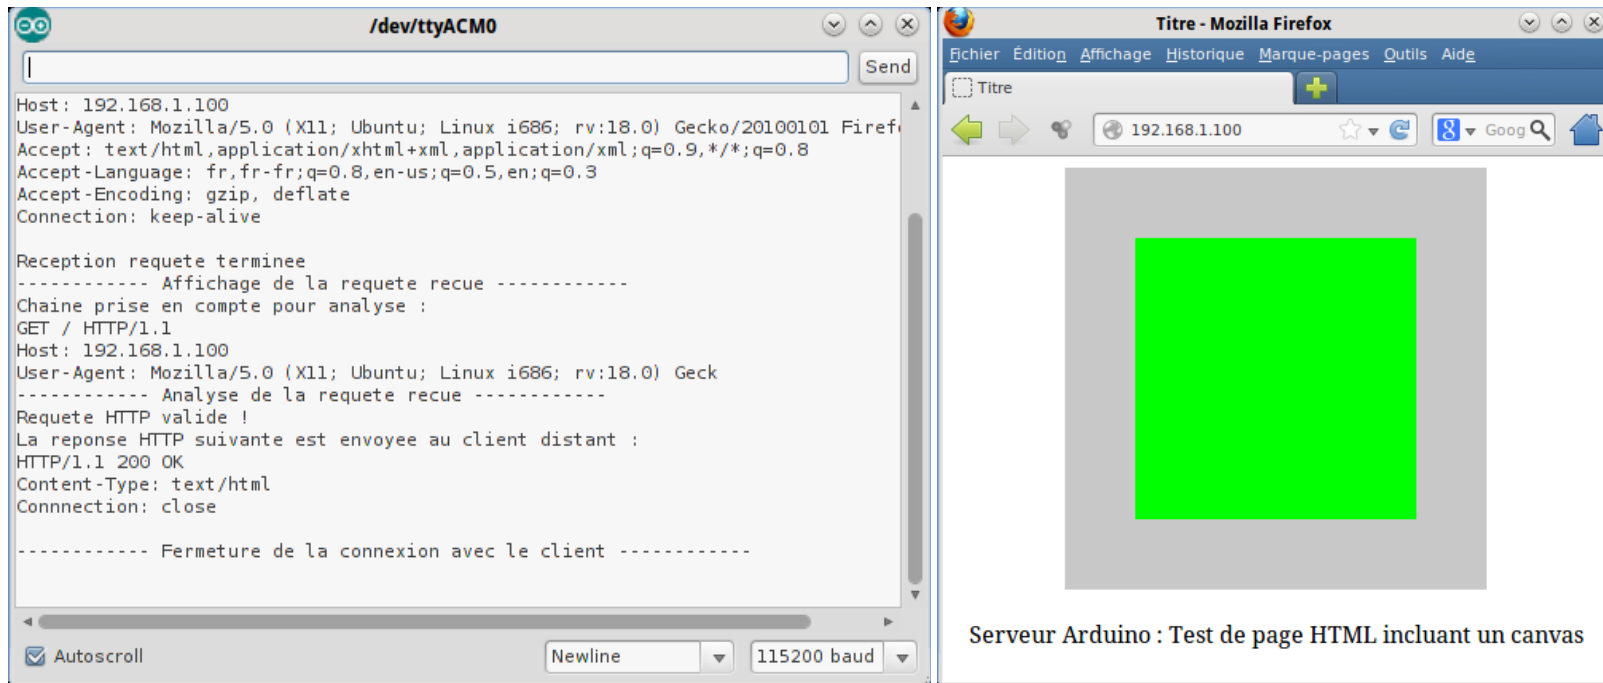 /dev/ttyACM0
Send
Host: 192.168.1.100
User-Agent: Mozilla/5.0 (X11; Ubuntu; Linux i686; rv:18.0) Gecko/20100101 Firef
Accept: text/html,application/xhtml+xml,application/xml;q=0.9,*/*;q=0.8
Accept-Language: fr,fr-fr;q=0.8,en-us;q=0.5,en;q=0.3
Accept-Encoding: gzip, deflate
Connection: keep-alive
Reception requete terminee
------------ Affichage de la requete recue ------------
Chaine prise en compte pour analyse :
GET / HTTP/1.1
Host: 192.168.1.100
User-Agent: Mozilla/5.0 (X11; Ubuntu; Linux i686; rv:18.0) Geck
------------ Analyse de la requete recue ------------
Requete HTTP valide !
La reponse HTTP suivante est envoyee au client distant :
HTTP/1.1 200 OK
Content-Type: text/html
Connnection: close
------------ Fermeture de la connexion avec le client ------------
Autoscroll
Newline
115200 baud
Titre - Mozilla Firefox
Fichier Édition Affichage Historique Marque-pages Outils Aide
Titre
192.168.1.100
8 Goog
Serveur Arduino : Test de page HTML incluant un canvas